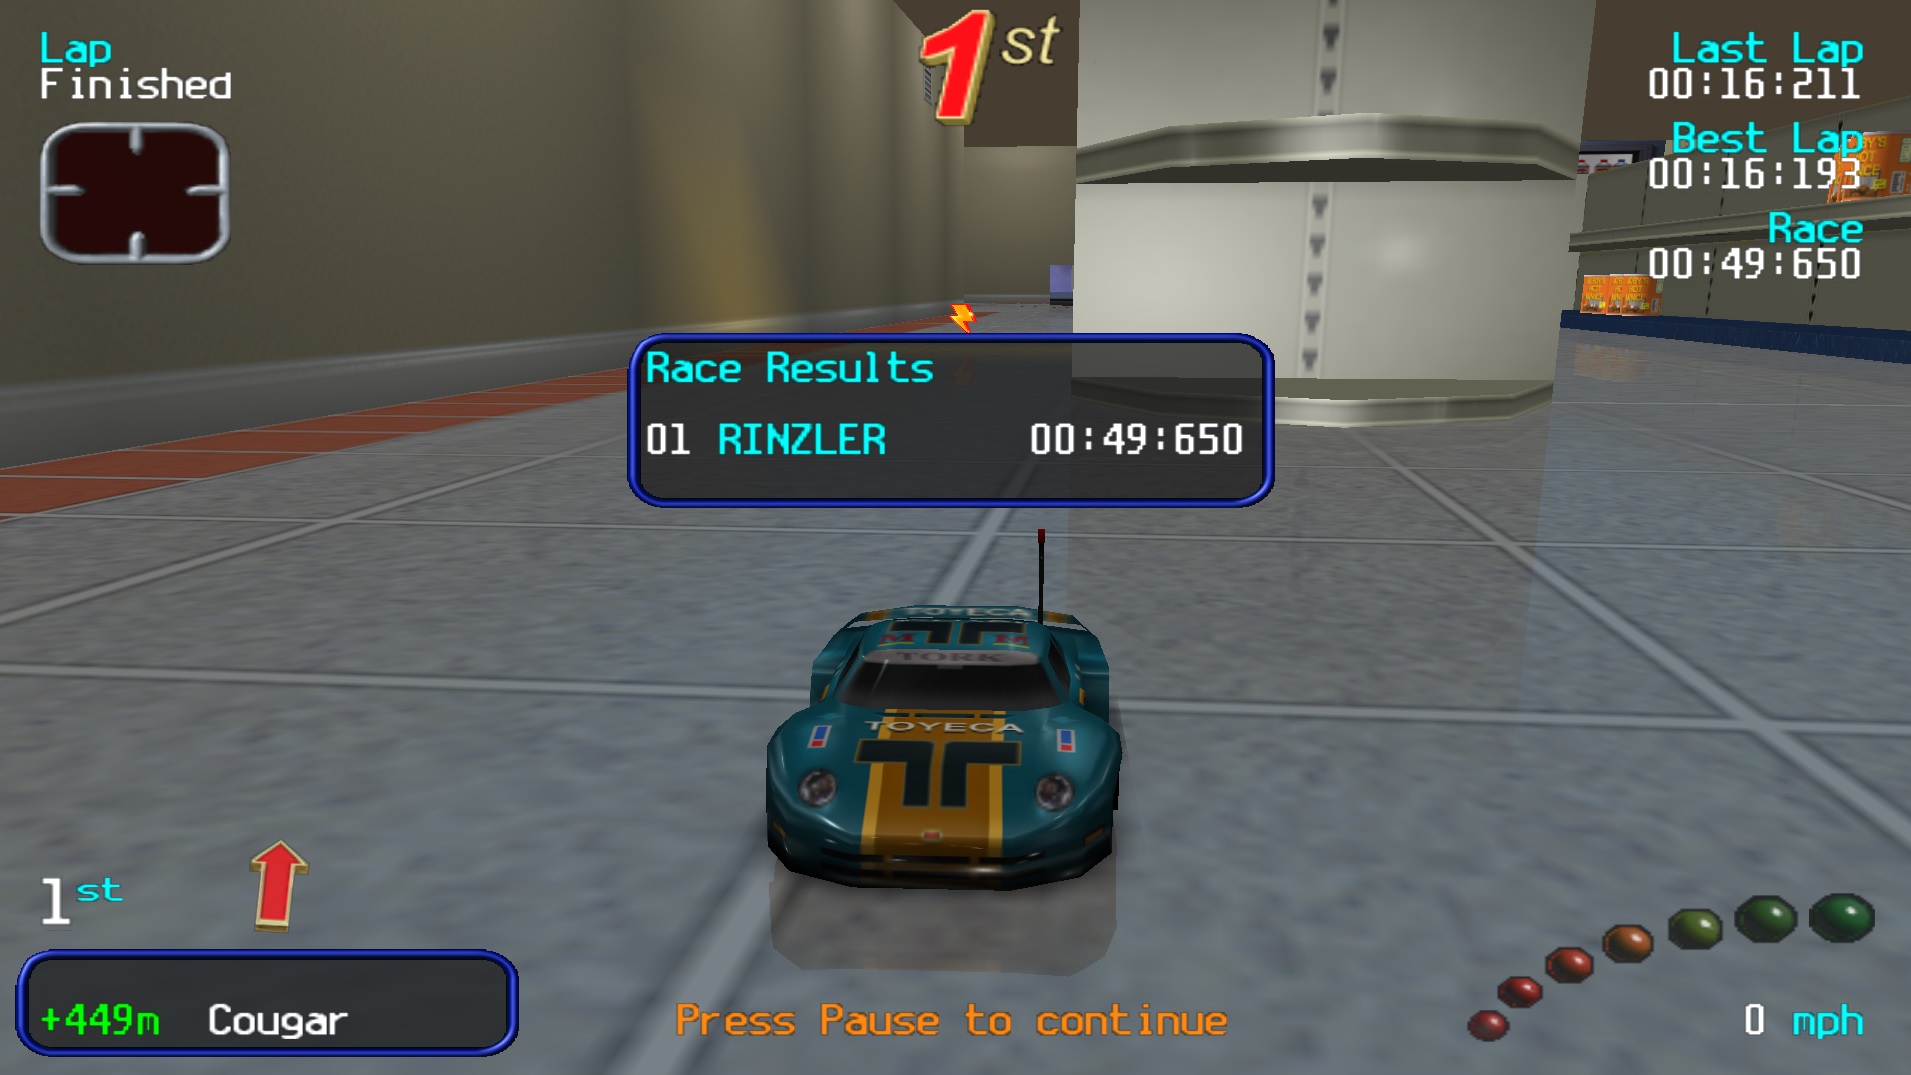 Lap
Finished
1st
Last Lap
00:16:211
Best Lap
00:16:193
Race
00:49:650
Race Results
01 RINZLER 00:49:650
TOYECA
M M
TORK
TOYECA
1st
+449m Cougar
Press Pause to continue
0 mph